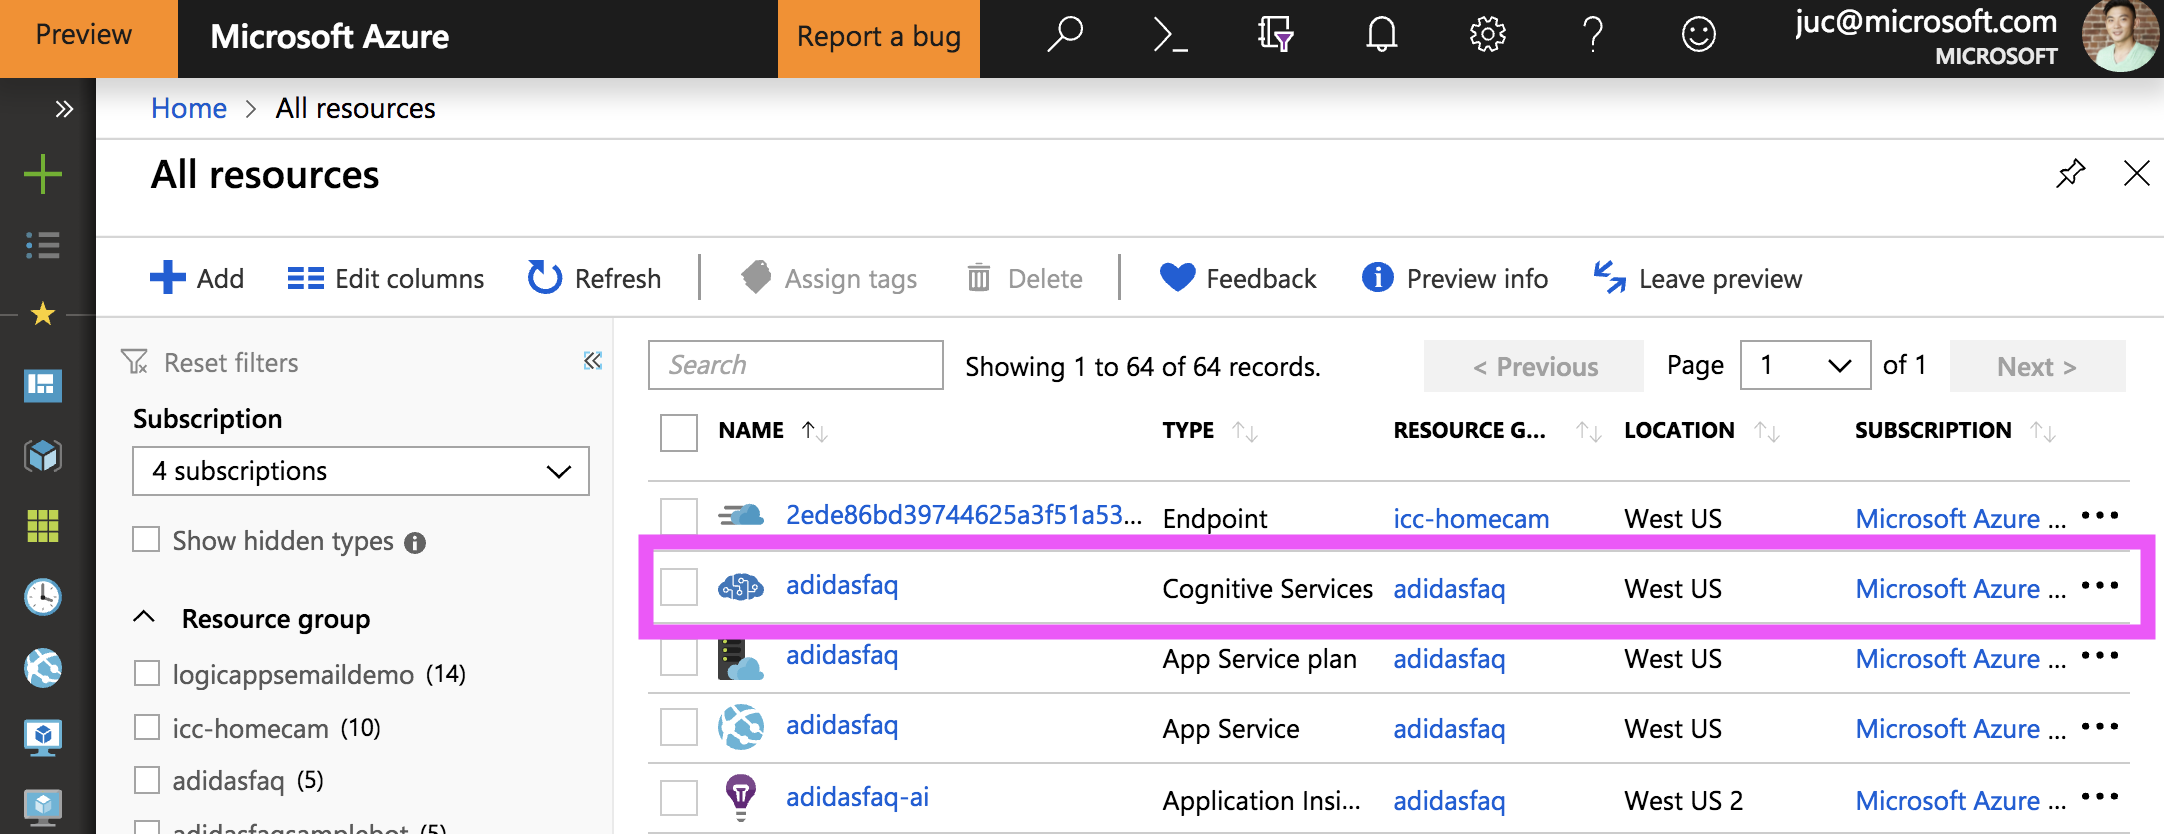 Preview
Microsoft Azure
Report a bug
juc@microsoft.com
MICROSOFT
Home > All resources
All resources
Add
Edit columns
Refresh
Assign tags
Delete
Feedback
Preview info
Leave preview
Reset filters
Subscription
4 subscriptions
Show hidden types
Resource group
logicappsemaildemo (14)
icc-homecam (10)
adidasfaq (5)
adidasfaqsamplebot (5)
Search
Showing 1 to 64 of 64 records.
< Previous
Page 1 of 1
Next >
NAME TYPE RESOURCE G... LOCATION SUBSCRIPTION
2ede86bd39744625a3f51a53... Endpoint icc-homecam West US Microsoft Azure ... •••
adidasfaq Cognitive Services adidasfaq West US Microsoft Azure ... •••
adidasfaq App Service plan adidasfaq West US Microsoft Azure ... •••
adidasfaq App Service adidasfaq West US Microsoft Azure ... •••
adidasfaq-ai Application Insi... adidasfaq West US 2 Microsoft Azure ... •••